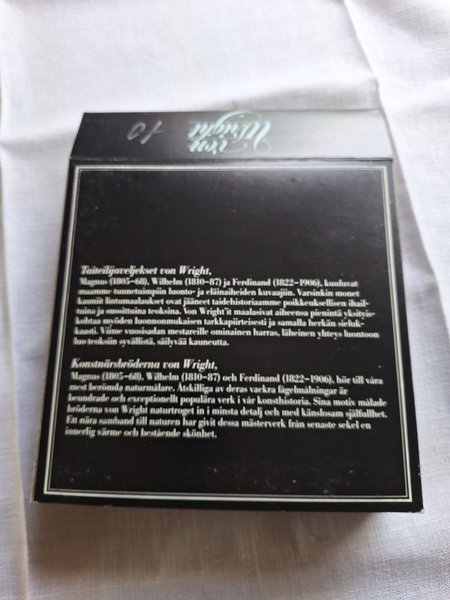 von
Wright
10
Taiteilijaveljekset von Wright,
Magnus (1805–68), Wilhelm (1810–87) ja Ferdinand (1822–1906), kuuluvat
maamme tunnetuimpiin luonto- ja eläinaiheiden kuvaajiin. Varsinkin monet
kauniit lintumaalaukset ovat jääneet taidehistoriaamme poikkeuksellisen ihail-
tuina ja suosittuina teoksina. Von Wright'it maalasivat aiheensa pienintä yksityis-
kohtaa myöden luonnonmukaisen tarkkapiirteisesti ja samalla herkän sieluk-
kaasti. Viime vuosisadan mestareille ominainen harras, läheinen yhteys luontoon
luo teoksiin syvällistä, säilyvää kauneutta.
Konstnärsbröderna von Wright,
Magnus (1805–68), Wilhelm (1810–87) och Ferdinand (1822–1906), hör till våra
mest berömda naturmålare. Åtskilliga av deras vackra fågelmålningar är
beundrade och exceptionellt populära verk i vår konsthistoria. Sina motiv målade
bröderna von Wright naturtroget in i minsta detalj och med känslosam själfullhet.
Ett nära samband till naturen har givit dessa mästerverk från senaste sekel en
innerlig värme och bestående skönhet.